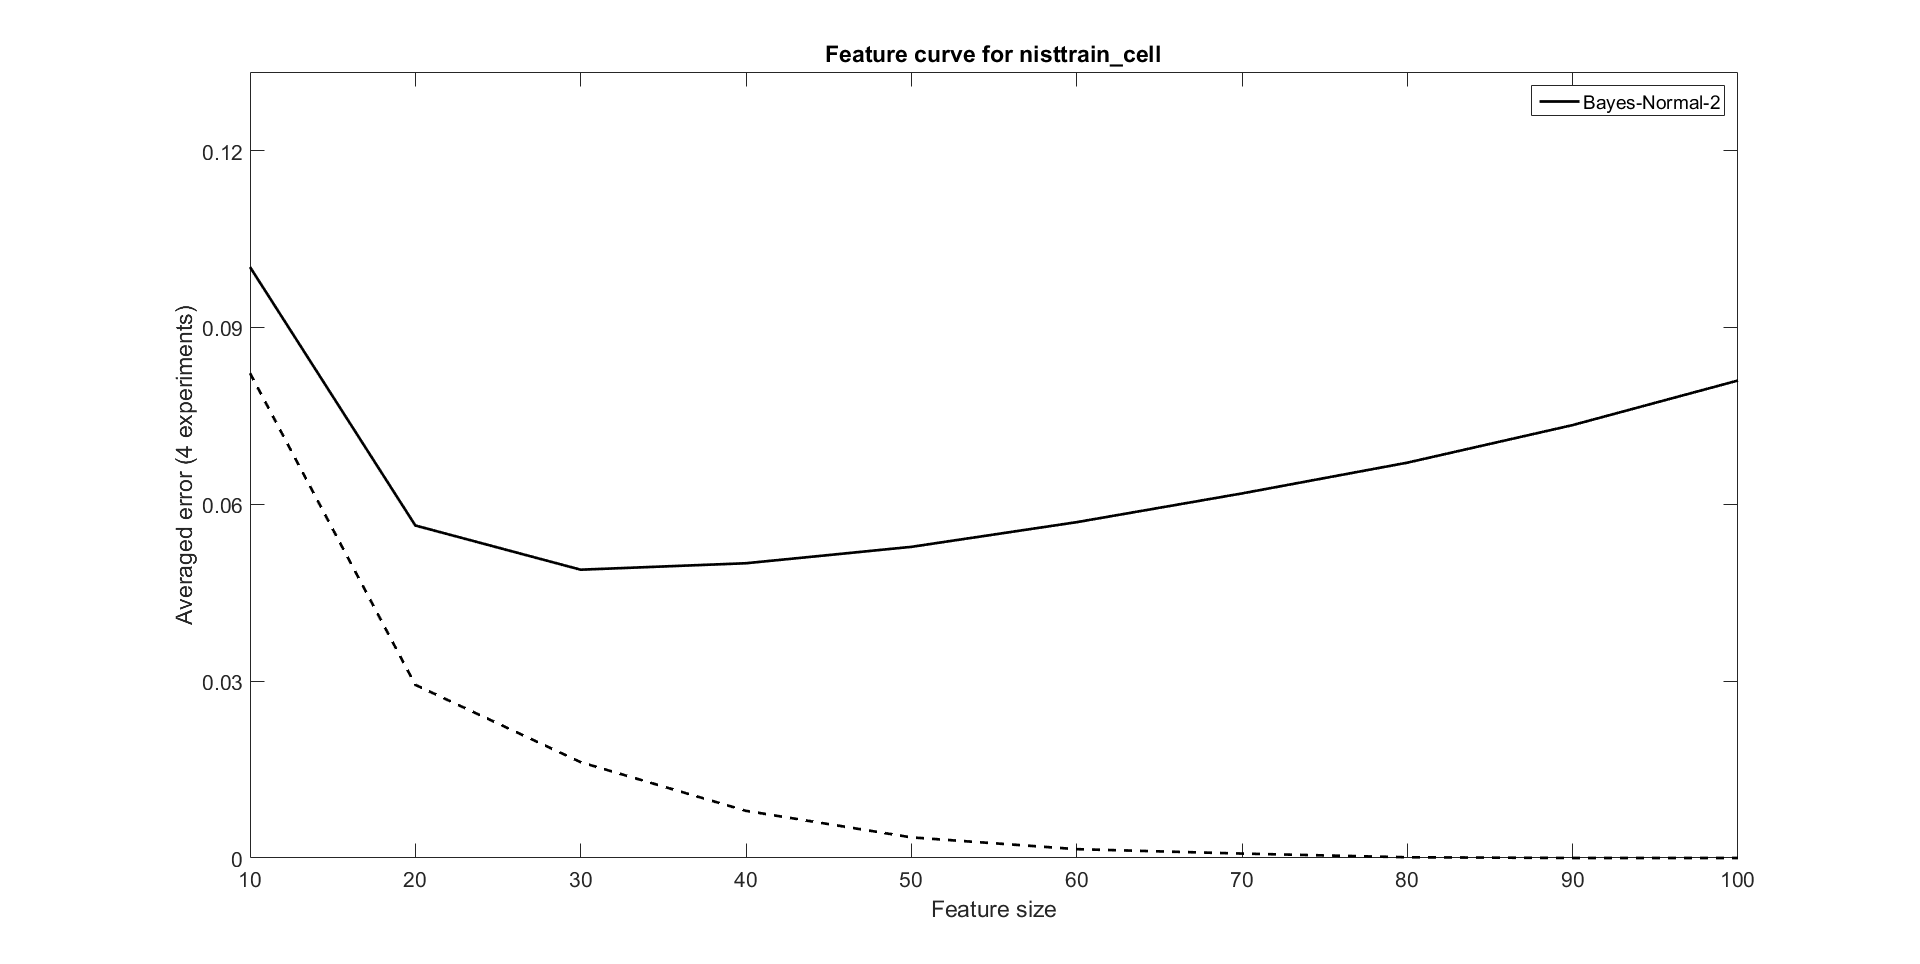 Feature curve for nisttrain_cell
Bayes-Normal-2
0.12
0.09
0.06
0.03
0
Averaged error (4 experiments)
10 20 30 40 50 60 70 80 90 100
Feature size